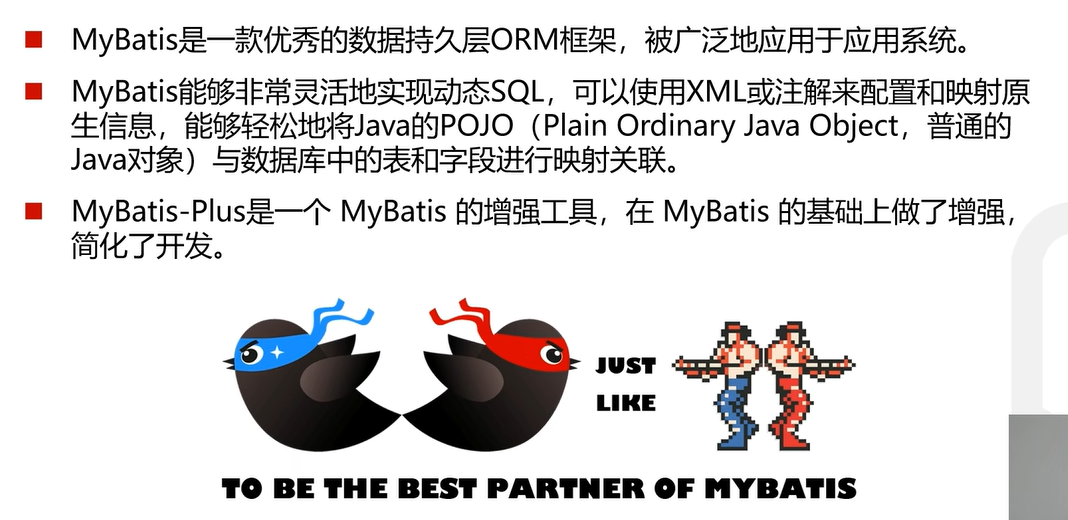 MyBatis是一款优秀的数据持久层ORM框架，被广泛地应用于应用系统。
MyBatis能够非常灵活地实现动态SQL，可以使用XML或注解来配置和映射原
生信息，能够轻松地将Java的POJO（Plain Ordinary Java Object，普通的
Java对象）与数据库中的表和字段进行映射关联。
MyBatis-Plus是一个 MyBatis 的增强工具，在 MyBatis 的基础上做了增强，
简化了开发。
JUST
LIKE
TO BE THE BEST PARTNER OF MYBATIS